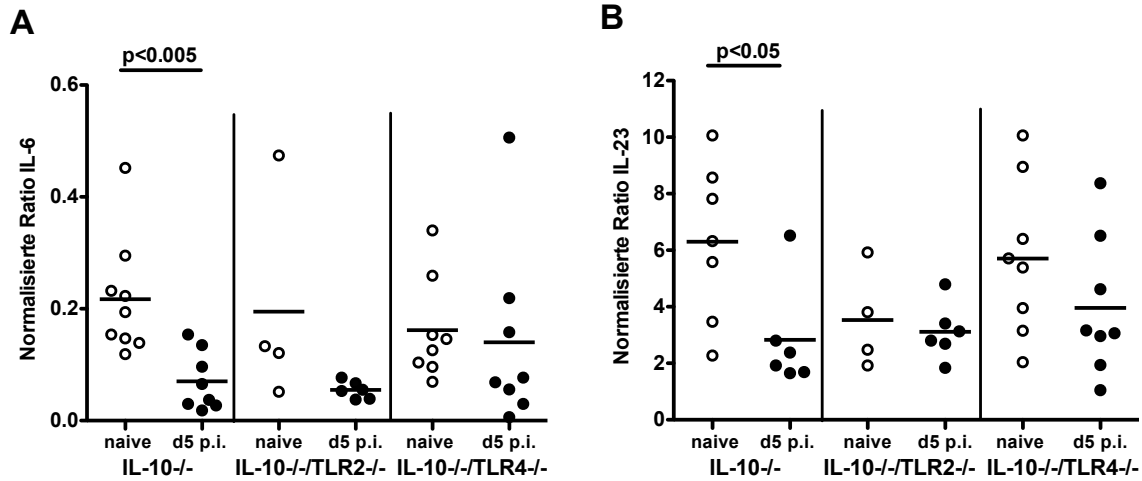 A
p<0.005
Normalisierte Ratio IL-6
0.6
0.4
0.2
0.0
naive d5 p.i. naive d5 p.i. naive d5 p.i.
IL-10-/- IL-10-/-/TLR2-/- IL-10-/-/TLR4-/-
B
p<0.05
Normalisierte Ratio IL-23
12
10
8
6
4
2
0
naive d5 p.i. naive d5 p.i. naive d5 p.i.
IL-10-/- IL-10-/-/TLR2-/- IL-10-/-/TLR4-/-